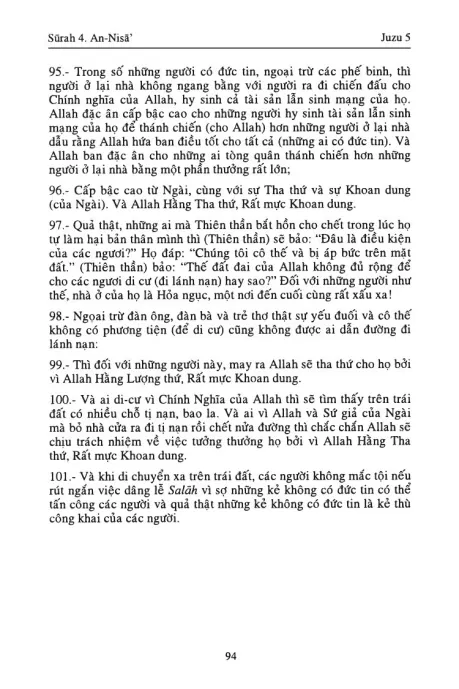 Sūrah 4. An-Nisā’ Juzu 5
95.- Trong số những người có đức tin, ngoại trừ các phế binh, thì
người ở lại nhà không ngang bằng với người ra đi chiến đấu cho
Chính nghĩa của Allah, hy sinh cả tài sản lẫn sinh mạng của họ.
Allah đặc ân cấp bậc cao cho những người hy sinh tài sản lẫn sinh
mạng của họ để thánh chiến (cho Allah) hơn những người ở lại nhà
dẫu rằng Allah hứa ban điều tốt cho tất cả (những ai có đức tin). Và
Allah ban đặc ân cho những ai tòng quân thánh chiến hơn những
người ở lại nhà bằng một phần thưởng rất lớn;
96.- Cấp bậc cao từ Ngài, cùng với sự Tha thứ và sự Khoan dung
(của Ngài). Và Allah Hằng Tha thứ, Rất mực Khoan dung.
97.- Quả thật, những ai mà Thiên thần bắt hồn cho chết trong lúc họ
tự làm hại bản thân mình thì (Thiên thần) sẽ bảo: “Đâu là điều kiện
của các ngươi?” Họ đáp: “Chúng tôi cô thế và bị áp bức trên mặt
đất.” (Thiên thần) bảo: “Thế đất đai của Allah không đủ rộng để
cho các ngươi di cư (đi lánh nạn) hay sao?” Đối với những người như
thế, nhà ở của họ là Hỏa ngục, một nơi đến cuối cùng rất xấu xa!
98.- Ngoại trừ đàn ông, đàn bà và trẻ thơ thật sự yếu đuối và cô thế
không có phương tiện (để di cư) cũng không được ai dẫn đường đi
lánh nạn:
99.- Thì đối với những người này, may ra Allah sẽ tha thứ cho họ bởi
vì Allah Hằng Lượng thứ, Rất mực Khoan dung.
100.- Và ai di-cư vì Chính Nghĩa của Allah thì sẽ tìm thấy trên trái
đất có nhiều chỗ tị nạn, bao la. Và ai vì Allah và Sứ giả của Ngài
mà bỏ nhà cửa ra đi tị nạn rồi chết nửa đường thì chắc chắn Allah sẽ
chịu trách nhiệm về việc tưởng thưởng họ bởi vì Allah Hằng Tha
thứ, Rất mực Khoan dung.
101.- Và khi di chuyển xa trên trái đất, các người không mắc tội nếu
rút ngắn việc dâng lễ Salāh vì sợ những kẻ không có đức tin có thể
tấn công các người và quả thật những kẻ không có đức tin là kẻ thù
công khai của các người.
94